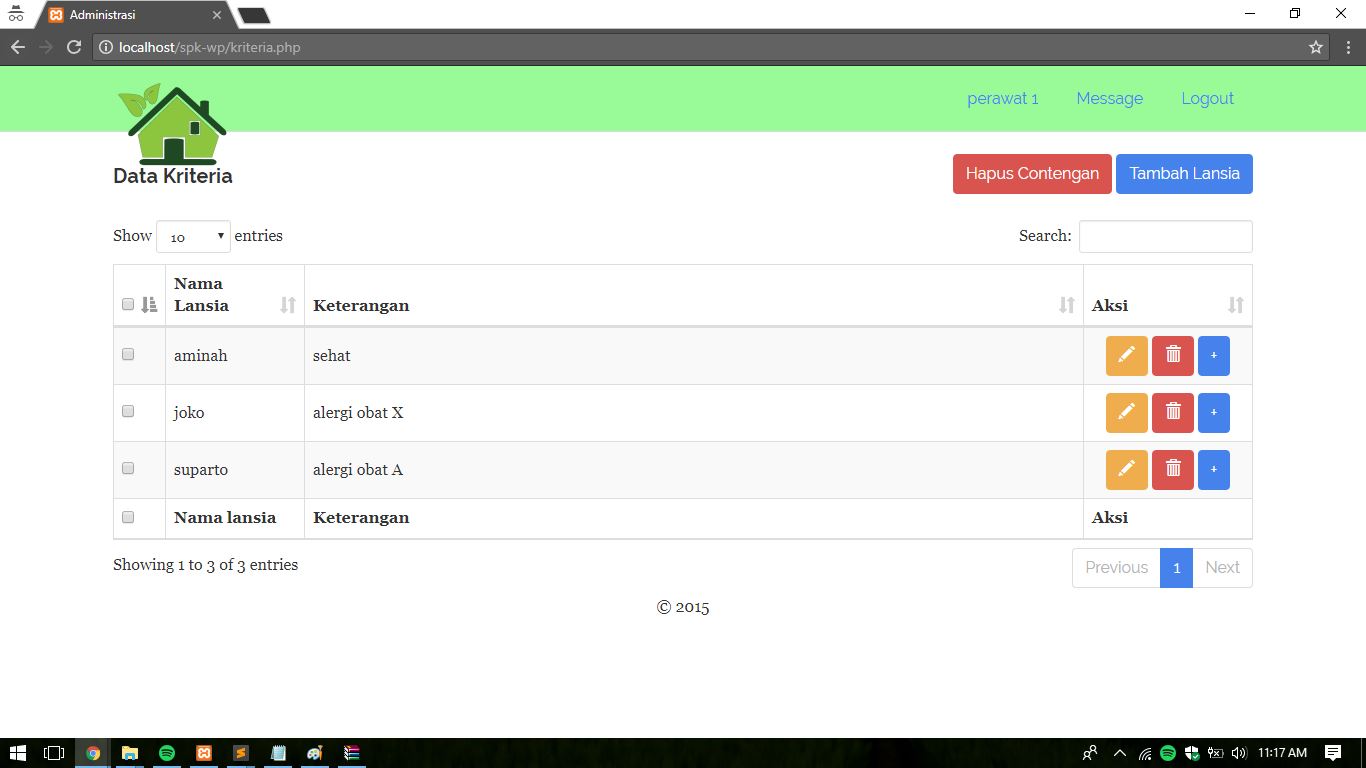 Administrasi
localhost/spk-wp/kriteria.php
perawat 1 Message Logout
Data Kriteria
Hapus Contengan Tambah Lansia
Show 10 entries
Search:
Nama Lansia Keterangan Aksi
aminah sehat +
joko alergi obat X +
suparto alergi obat A +
Nama lansia Keterangan Aksi
Showing 1 to 3 of 3 entries
Previous 1 Next
© 2015
11:17 AM